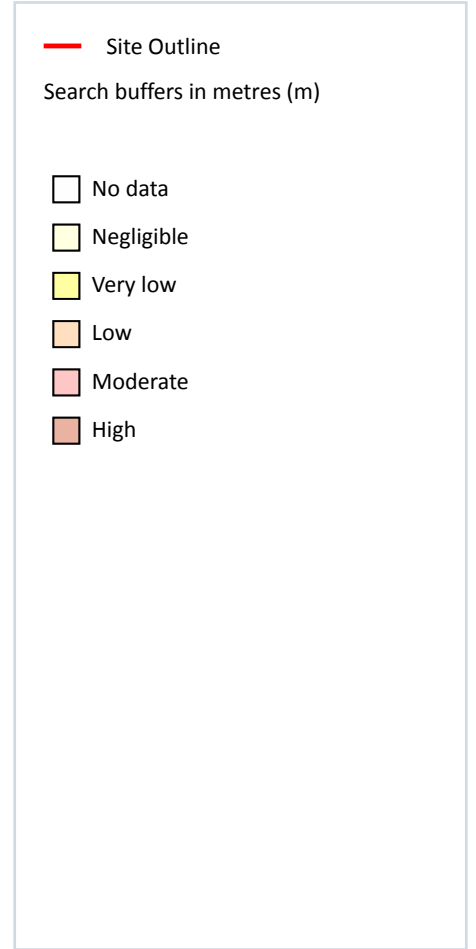 Site Outline
Search buffers in metres (m)
No data
Negligible
Very low
Low
Moderate
High